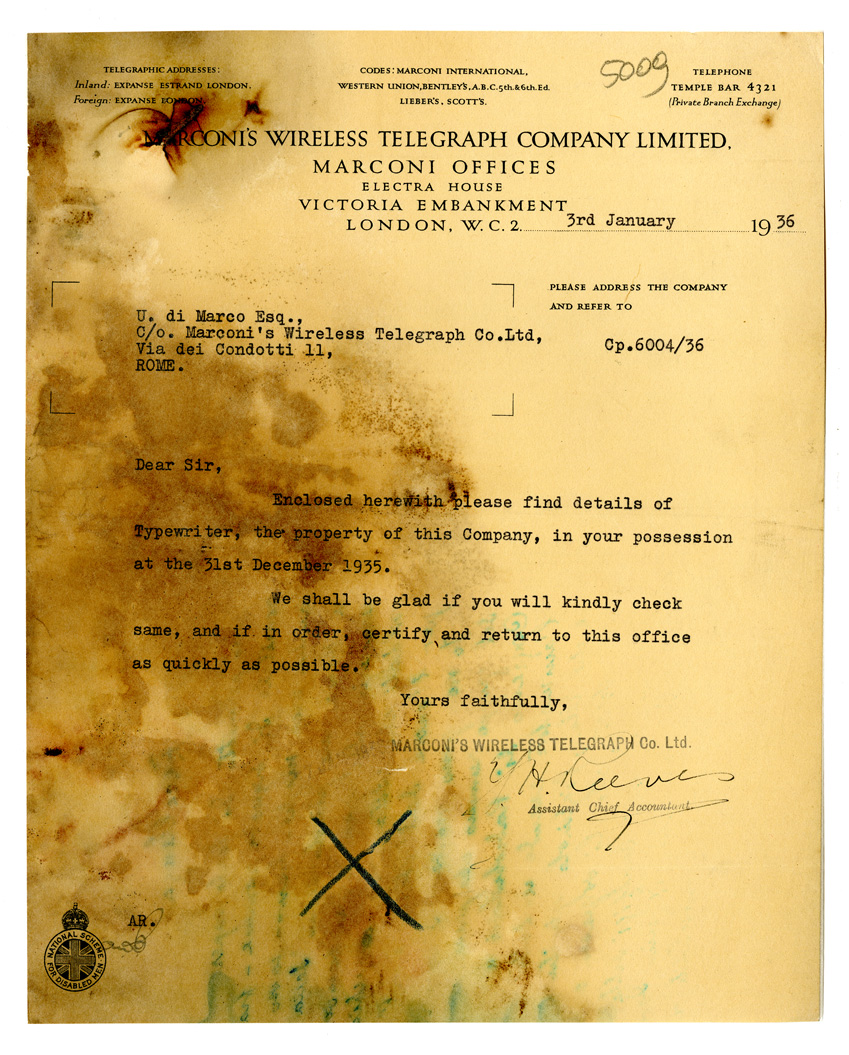 TELEGRAPHIC ADDRESSES:
Inland: EXPANSE ESTRAND LONDON.
Foreign: EXPANSE LONDON.
CODES: MARCONI INTERNATIONAL,
WESTERN UNION, BENTLEY'S, A.B.C. 5th. & 6th. Ed.
LIEBER'S, SCOTT'S.
5009
TELEPHONE
TEMPLE BAR 4321
(Private Branch Exchange)
MARCONI'S WIRELESS TELEGRAPH COMPANY LIMITED,
MARCONI OFFICES
ELECTRA HOUSE
VICTORIA EMBANKMENT
LONDON, W.C. 2. 3rd January 1936
PLEASE ADDRESS THE COMPANY
AND REFER TO
Cp.6004/36
U. di Marco Esq.,
C/o. Marconi's Wireless Telegraph Co.Ltd,
Via dei Condotti 11,
ROME.
Dear Sir,
Enclosed herewith please find details of
Typewriter, the property of this Company, in your possession
at the 31st December 1935.
We shall be glad if you will kindly check
same, and if in order, certify and return to this office
as quickly as possible.
Yours faithfully,
MARCONI'S WIRELESS TELEGRAPH Co. Ltd.
H. Reeves
Assistant Chief Accountant.
AR.
NATIONAL SCHEME
FOR DISABLED MEN